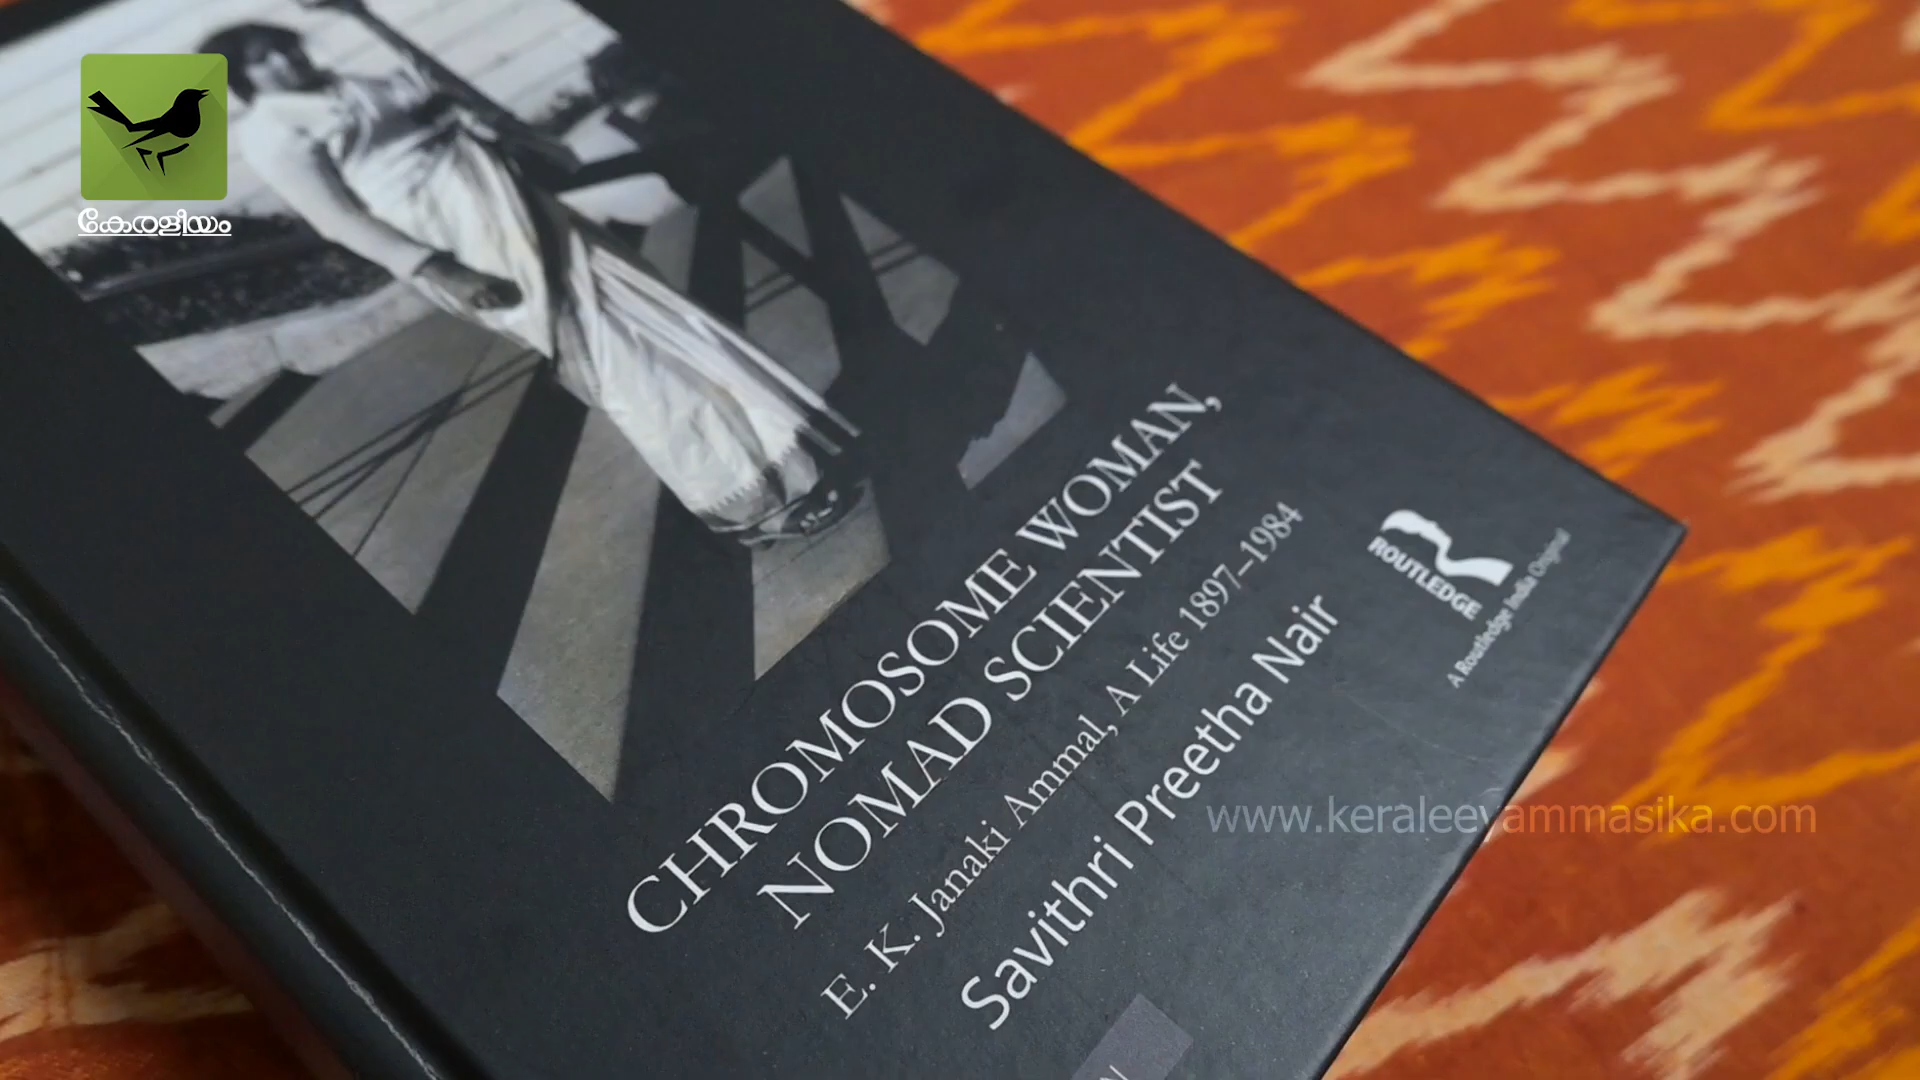 കേരളീയം
CHROMOSOME WOMAN,
NOMAD SCIENTIST
E. K. Janaki Ammal, A Life 1897–1984
Savithri Preetha Nair
ROUTLEDGE
A Routledge India Original
www.keraleeyammasika.com